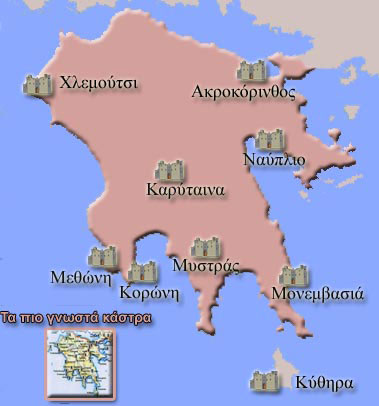 Χλεμούτσι
Ακροκόρινθος
Ναύπλιο
Καρύταινα
Μυστράς
Μεθώνη
Κορώνη
Μονεμβασιά
Τα πιο γνωστά κάστρα
Κύθηρα